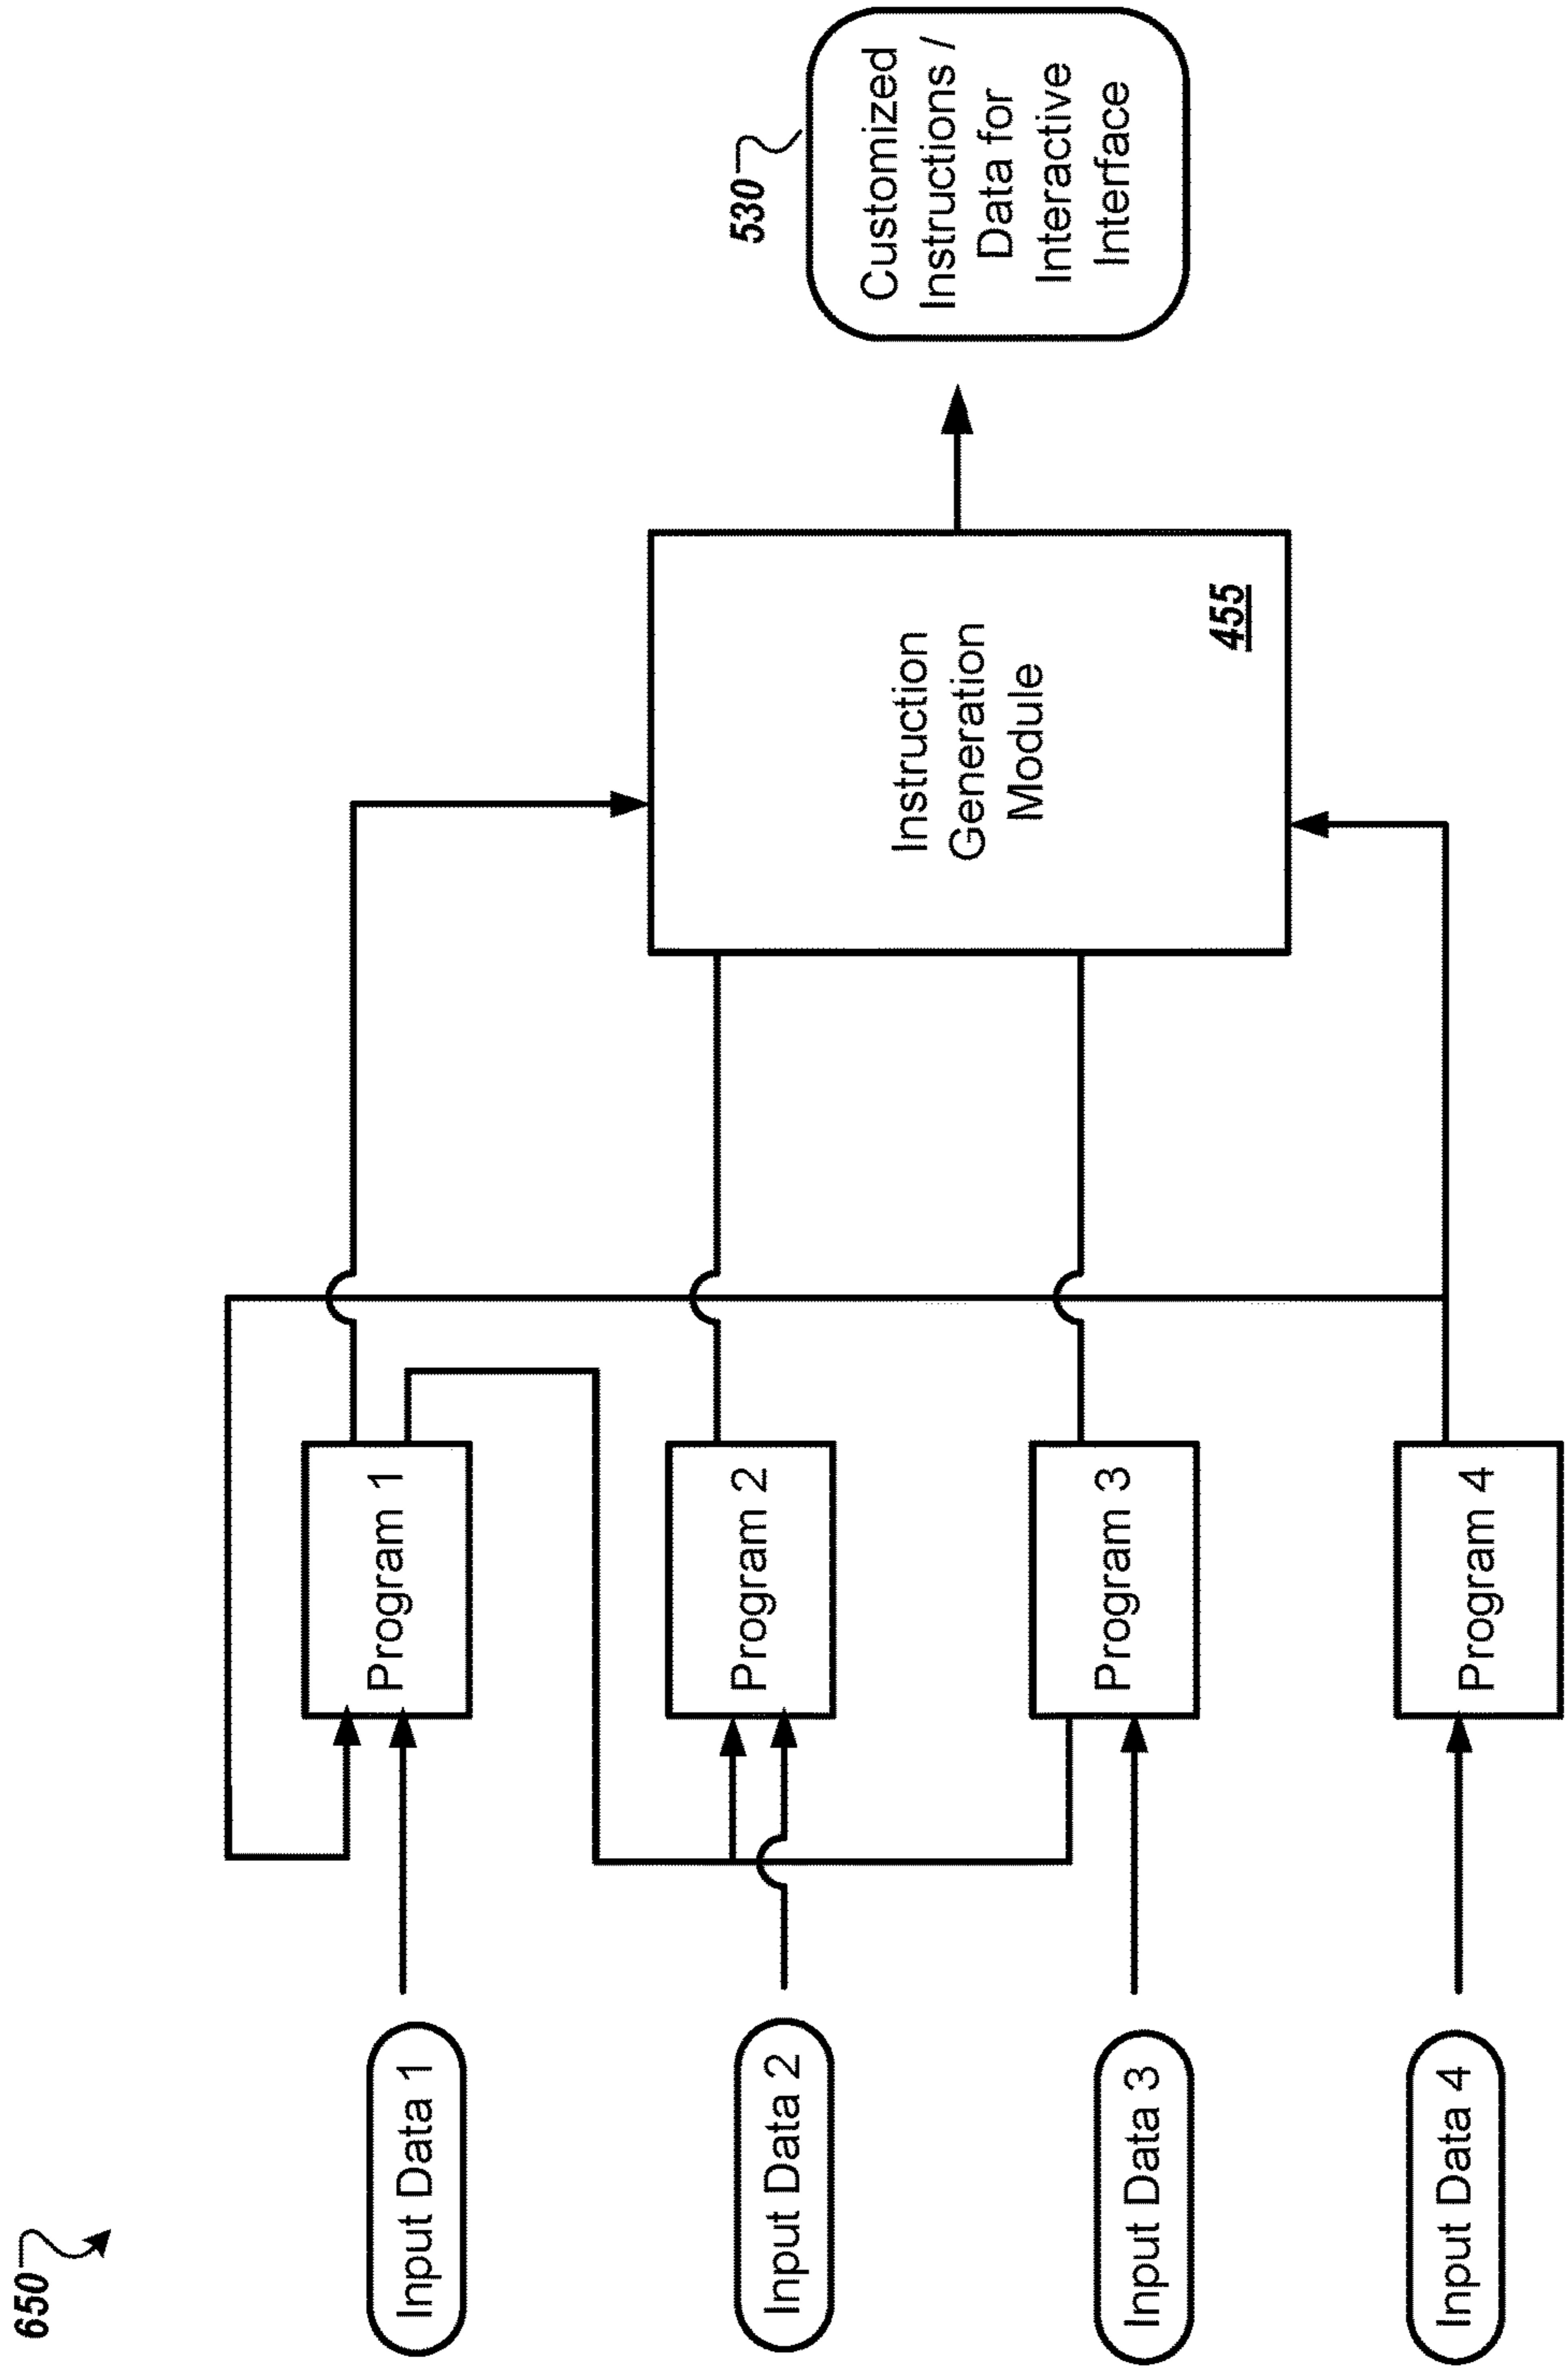 650
Input Data 1
Program 1
Input Data 2
Program 2
Input Data 3
Program 3
Input Data 4
Program 4
Instruction
Generation
Module
455
530
Customized
Instructions /
Data for
Interactive
Interface